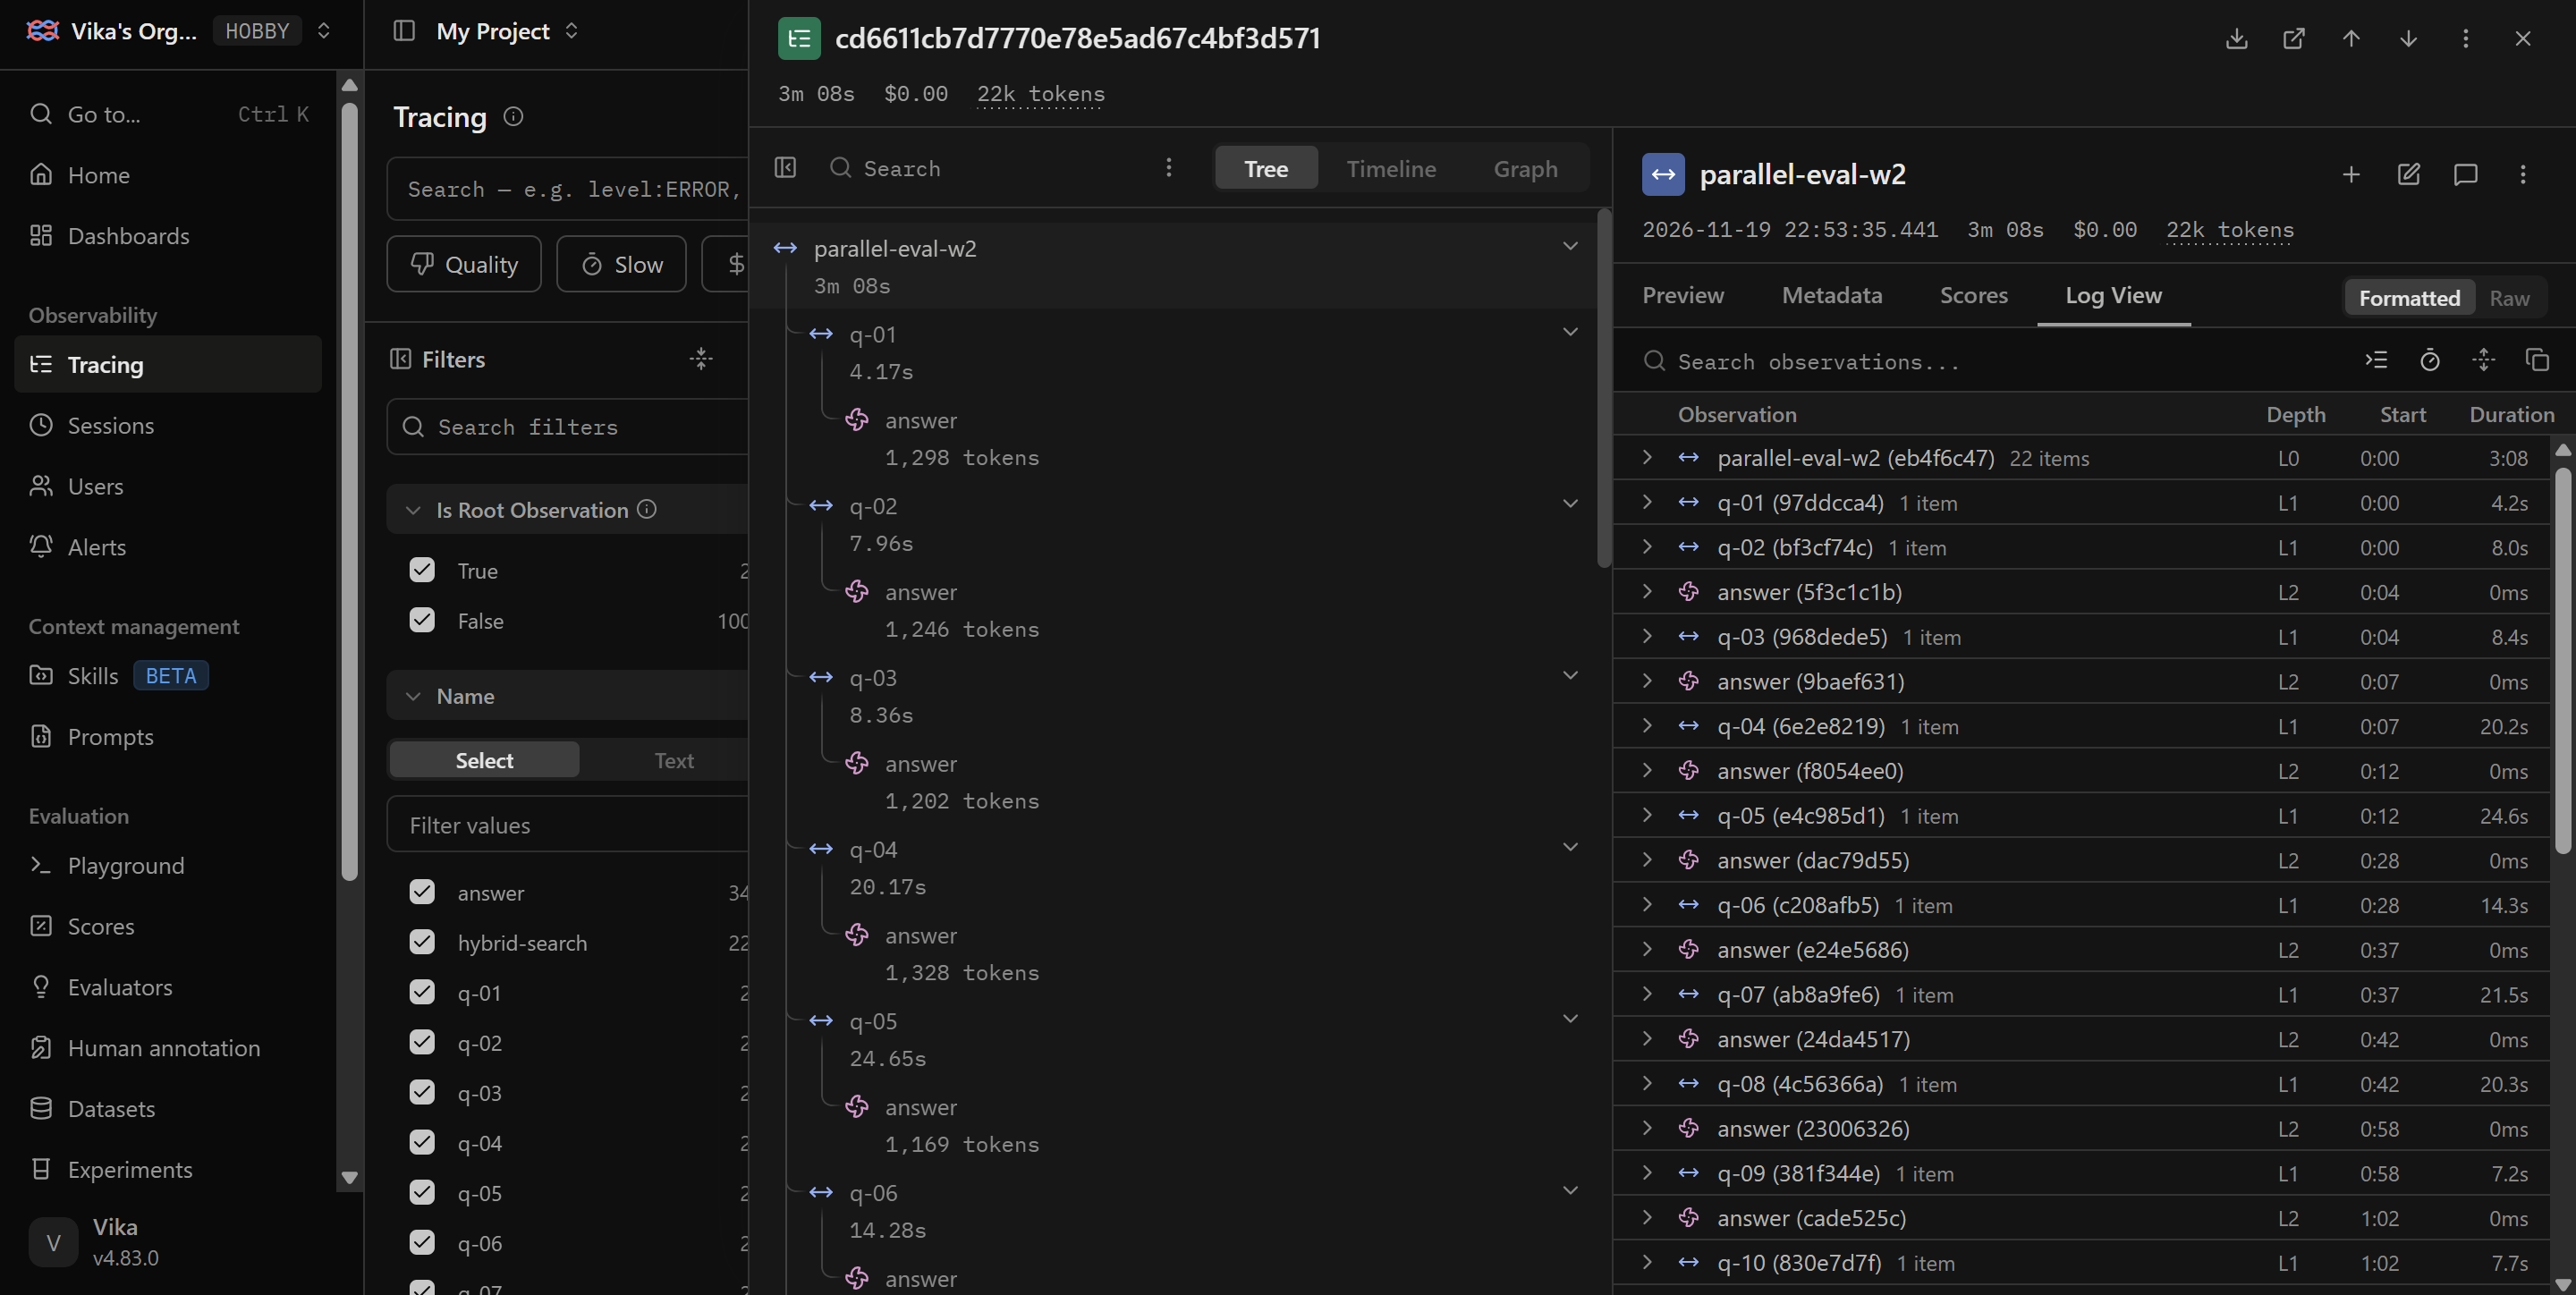 Vika's Org... HOBBY
Go to... Ctrl K
Home
Dashboards
Observability
Tracing
Sessions
Users
Alerts
Context management
Skills BETA
Prompts
Evaluation
Playground
Scores
Evaluators
Human annotation
Datasets
Experiments
V
Vika
v4.83.0
My Project
Tracing
Search — e.g. level:ERROR,
Quality
Slow
$
Filters
Search filters
Is Root Observation
True 2
False 100
Name
Select Text
Filter values
answer 34
hybrid-search 22
q-01 2
q-02 2
q-03 2
q-04 2
q-05 2
q-06 2
q-07
cd6611cb7d7770e78e5ad67c4bf3d571
3m 08s $0.00 22k tokens
Search
Tree Timeline Graph
parallel-eval-w2
3m 08s
q-01
4.17s
answer
1,298 tokens
q-02
7.96s
answer
1,246 tokens
q-03
8.36s
answer
1,202 tokens
q-04
20.17s
answer
1,328 tokens
q-05
24.65s
answer
1,169 tokens
q-06
14.28s
answer
parallel-eval-w2
2026-11-19 22:53:35.441 3m 08s $0.00 22k tokens
Preview Metadata Scores Log View Formatted Raw
Search observations...
Observation Depth Start Duration
parallel-eval-w2 (eb4f6c47) 22 items L0 0:00 3:08
q-01 (97ddcca4) 1 item L1 0:00 4.2s
q-02 (bf3cf74c) 1 item L1 0:00 8.0s
answer (5f3c1c1b) L2 0:04 0ms
q-03 (968dede5) 1 item L1 0:04 8.4s
answer (9baef631) L2 0:07 0ms
q-04 (6e2e8219) 1 item L1 0:07 20.2s
answer (f8054ee0) L2 0:12 0ms
q-05 (e4c985d1) 1 item L1 0:12 24.6s
answer (dac79d55) L2 0:28 0ms
q-06 (c208afb5) 1 item L1 0:28 14.3s
answer (e24e5686) L2 0:37 0ms
q-07 (ab8a9fe6) 1 item L1 0:37 21.5s
answer (24da4517) L2 0:42 0ms
q-08 (4c56366a) 1 item L1 0:42 20.3s
answer (23006326) L2 0:58 0ms
q-09 (381f344e) 1 item L1 0:58 7.2s
answer (cade525c) L2 1:02 0ms
q-10 (830e7d7f) 1 item L1 1:02 7.7s